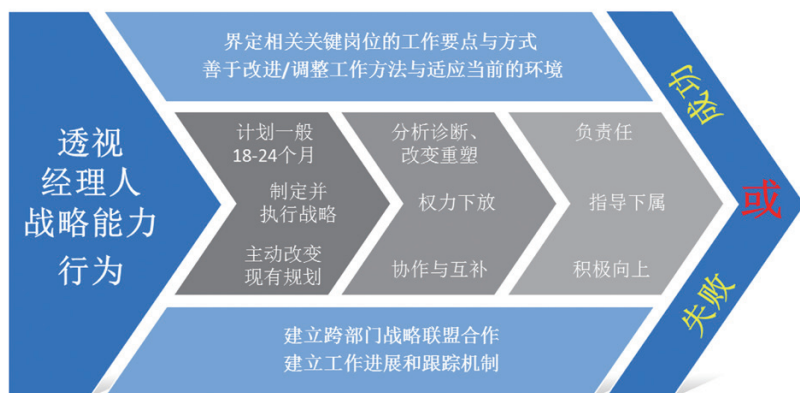 透视
经理人
战略能力
行为
界定相关关键岗位的工作要点与方式
善于改进/调整工作方法与适应当前的环境
计划一般
18-24个月
制定并
执行战略
主动改变
现有规划
分析诊断、
改变重塑
权力下放
协作与互补
负责任
指导下属
积极向上
建立跨部门战略联盟合作
建立工作进展和跟踪机制
成功
或
失败